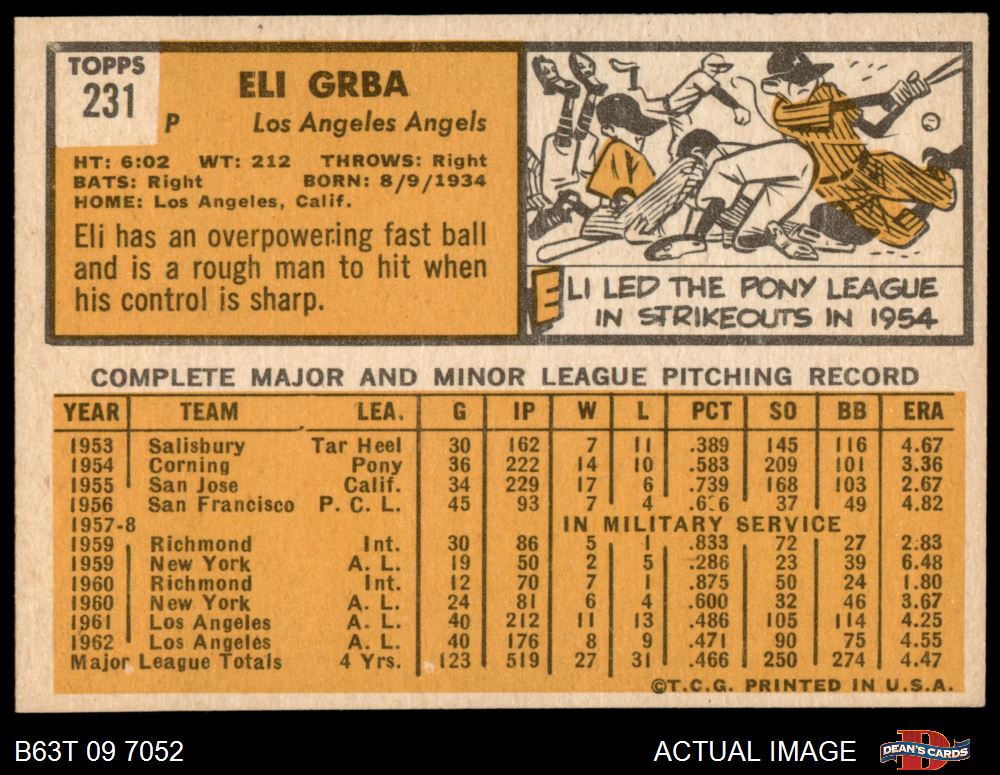 TOPPS
231
ELI GRBA
P Los Angeles Angels
HT: 6:02 WT: 212 THROWS: Right
BATS: Right BORN: 8/9/1934
HOME: Los Angeles, Calif.
Eli has an overpowering fast ball
and is a rough man to hit when
his control is sharp.
ELI LED THE PONY LEAGUE
IN STRIKEOUTS IN 1954
COMPLETE MAJOR AND MINOR LEAGUE PITCHING RECORD
YEAR TEAM LEA. G IP W L PCT SO BB ERA
1953 Salisbury Tar Heel 30 162 7 11 .389 145 116 4.67
1954 Corning Pony 36 222 14 10 .583 209 101 3.36
1955 San Jose Calif. 34 229 17 6 .739 168 103 2.67
1956 San Francisco P. C. L. 45 93 7 4 37 49 4.82
1957-8 IN MILITARY SERVICE
1959 Richmond Int. 30 86 5 1 .833 72 27 2.83
1959 New York A. L. 19 50 2 5 .286 23 39 6.48
1960 Richmond Int. 12 70 7 1 .875 50 24 1.80
1960 New York A. L. 24 81 6 4 .600 32 46 3.67
1961 Los Angeles A. L. 40 212 11 13 .486 105 114 4.25
1962 Los Angeles A. L. 40 176 8 9 .471 90 75 4.55
Major League Totals 4 Yrs. 123 519 27 31 .466 250 274 4.47
©T.C.G. PRINTED IN U.S.A.
B63T 09 7052 ACTUAL IMAGE DEAN'S CARDS